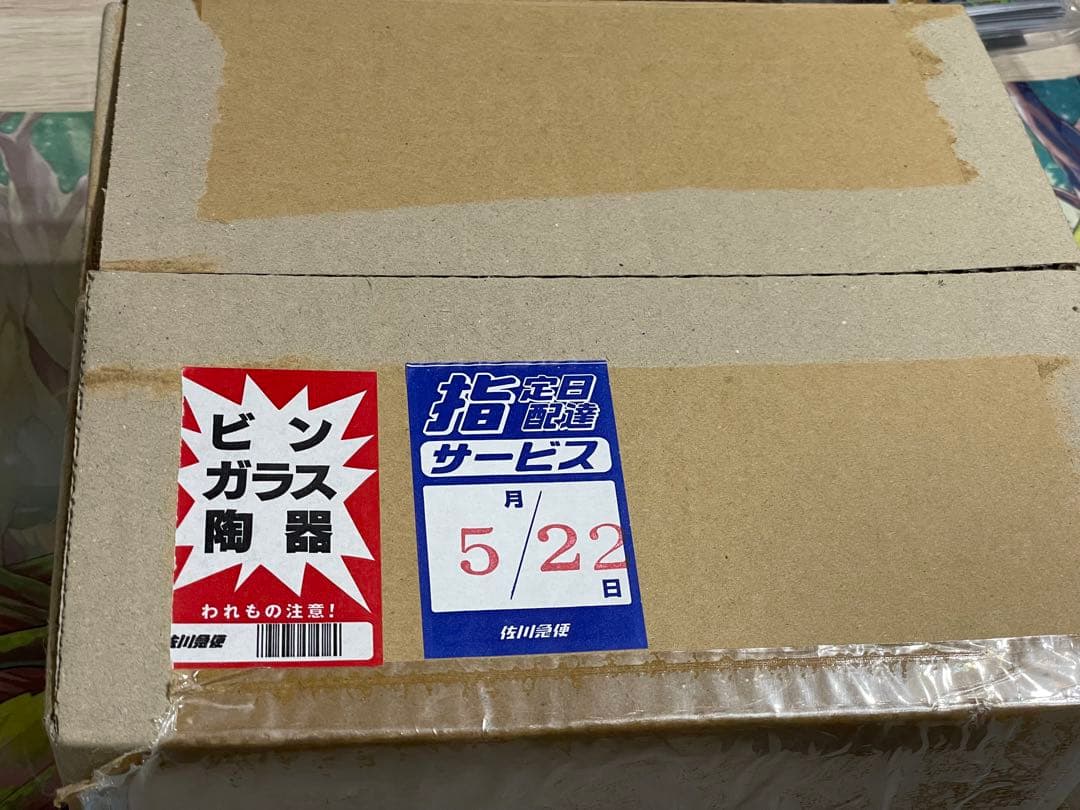 ビン
ガラス
陶器
われもの注意!
佐川急便
指定日配達
サービス
月
5/22
日
佐川急便